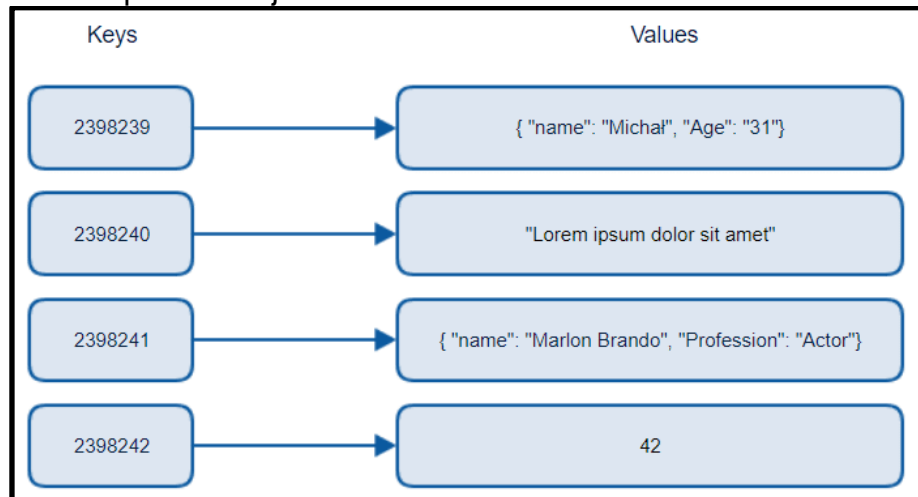 Keys Values
2398239 { "name": "Michał", "Age": "31"}
2398240 "Lorem ipsum dolor sit amet"
2398241 { "name": "Marlon Brando", "Profession": "Actor"}
2398242 42